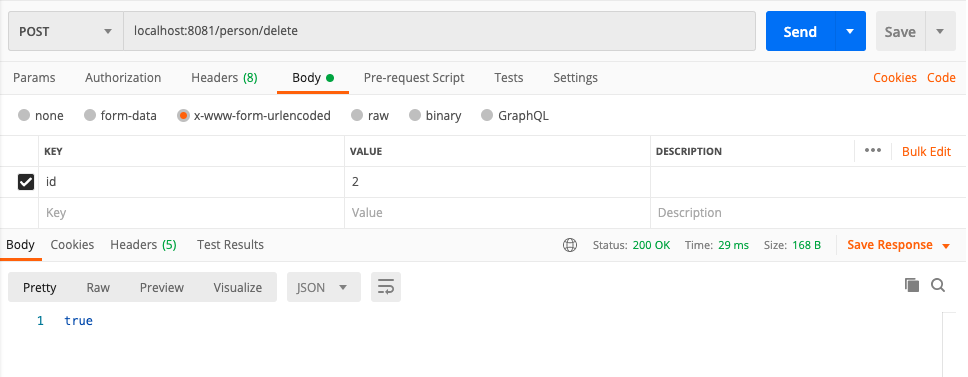 POST localhost:8081/person/delete Send Save
Params Authorization Headers (8) Body Pre-request Script Tests Settings Cookies Code
none form-data x-www-form-urlencoded raw binary GraphQL
KEY VALUE DESCRIPTION ••• Bulk Edit
id 2
Key Value Description
Body Cookies Headers (5) Test Results Status: 200 OK Time: 29 ms Size: 168 B Save Response
Pretty Raw Preview Visualize JSON
1 true